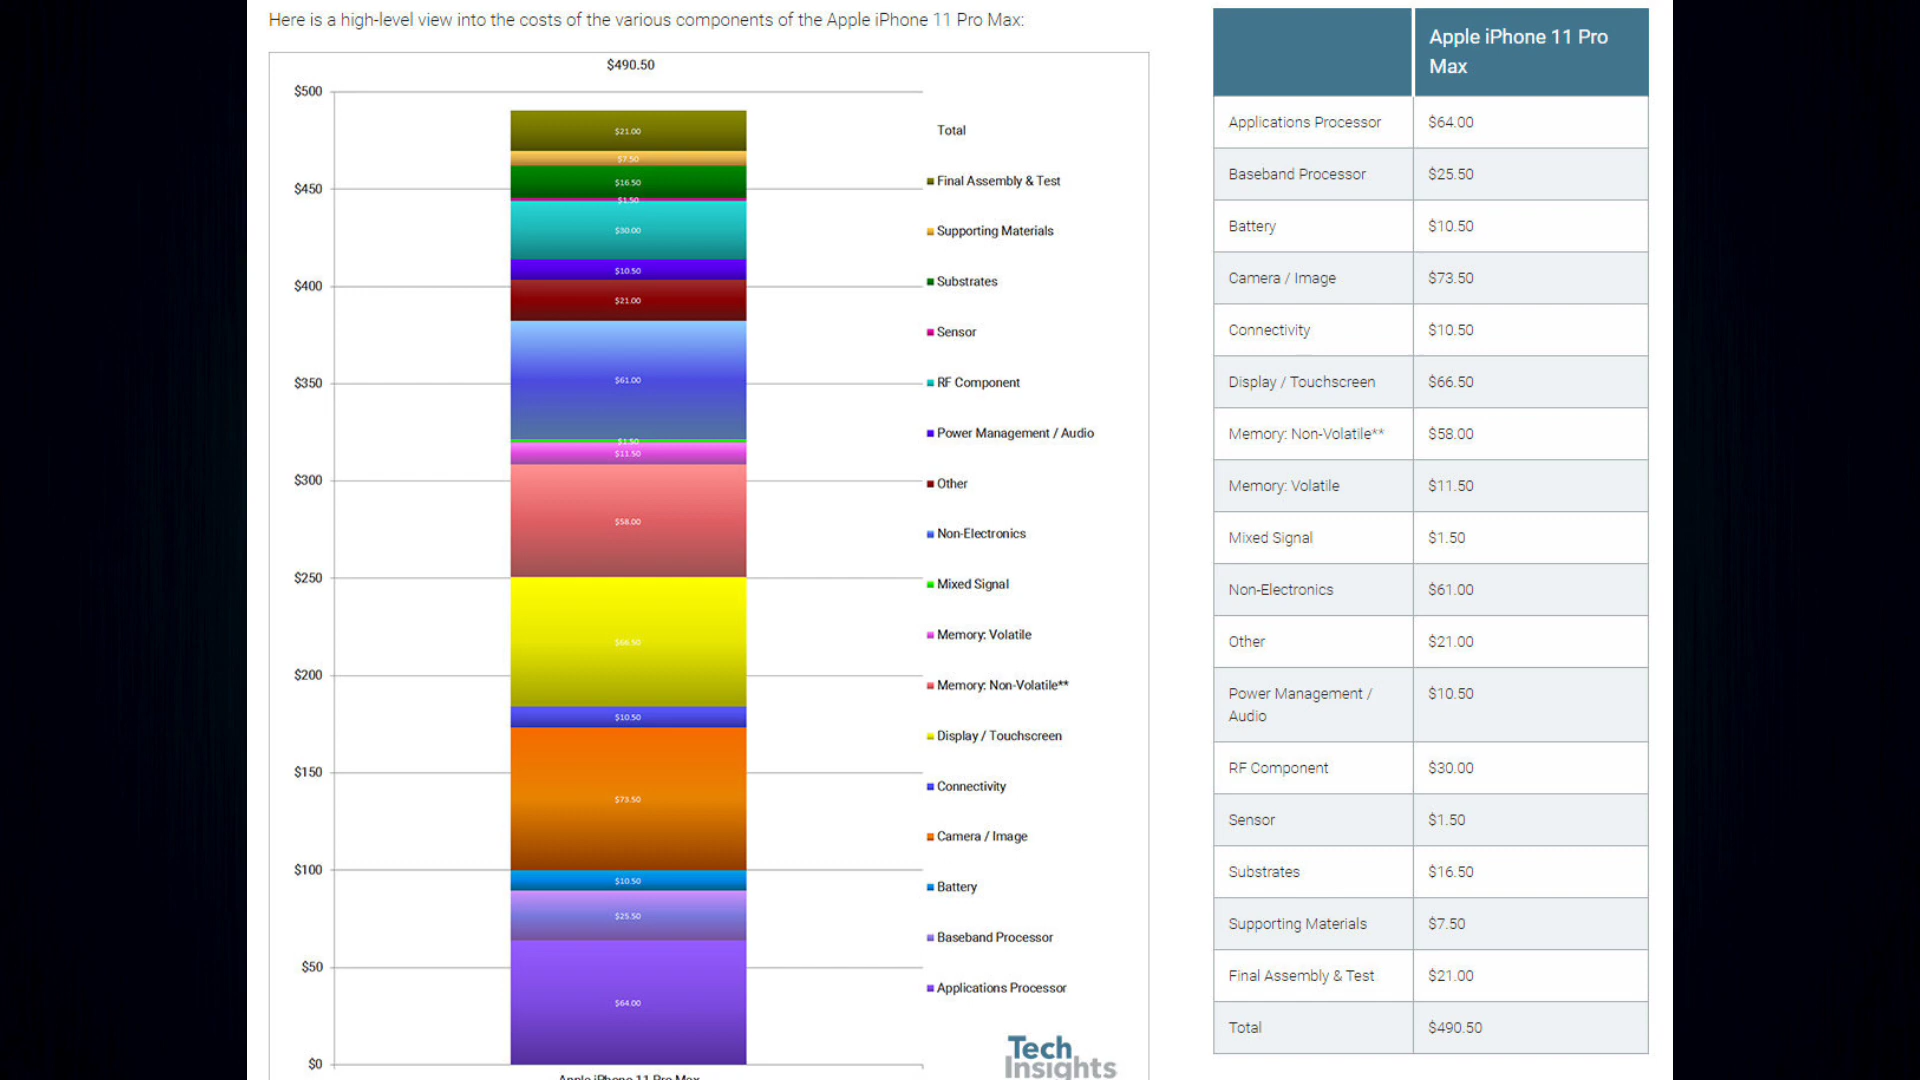 Here is a high-level view into the costs of the various components of the Apple iPhone 11 Pro Max:
$490.50
$500
$450
$400
$350
$300
$250
$200
$150
$100
$50
$0
$21.00
$7.50
$16.50
$1.50
$30.00
$10.50
$21.00
$61.00
$1.50
$11.50
$58.00
$66.50
$10.50
$73.50
$10.50
$25.50
$64.00
Apple iPhone 11 Pro Max
Total
Final Assembly & Test
Supporting Materials
Substrates
Sensor
RF Component
Power Management / Audio
Other
Non-Electronics
Mixed Signal
Memory: Volatile
Memory: Non-Volatile**
Display / Touchscreen
Connectivity
Camera / Image
Battery
Baseband Processor
Applications Processor
Tech
Insights
Apple iPhone 11 Pro
Max
Applications Processor $64.00
Baseband Processor $25.50
Battery $10.50
Camera / Image $73.50
Connectivity $10.50
Display / Touchscreen $66.50
Memory: Non-Volatile** $58.00
Memory: Volatile $11.50
Mixed Signal $1.50
Non-Electronics $61.00
Other $21.00
Power Management / $10.50
Audio
RF Component $30.00
Sensor $1.50
Substrates $16.50
Supporting Materials $7.50
Final Assembly & Test $21.00
Total $490.50